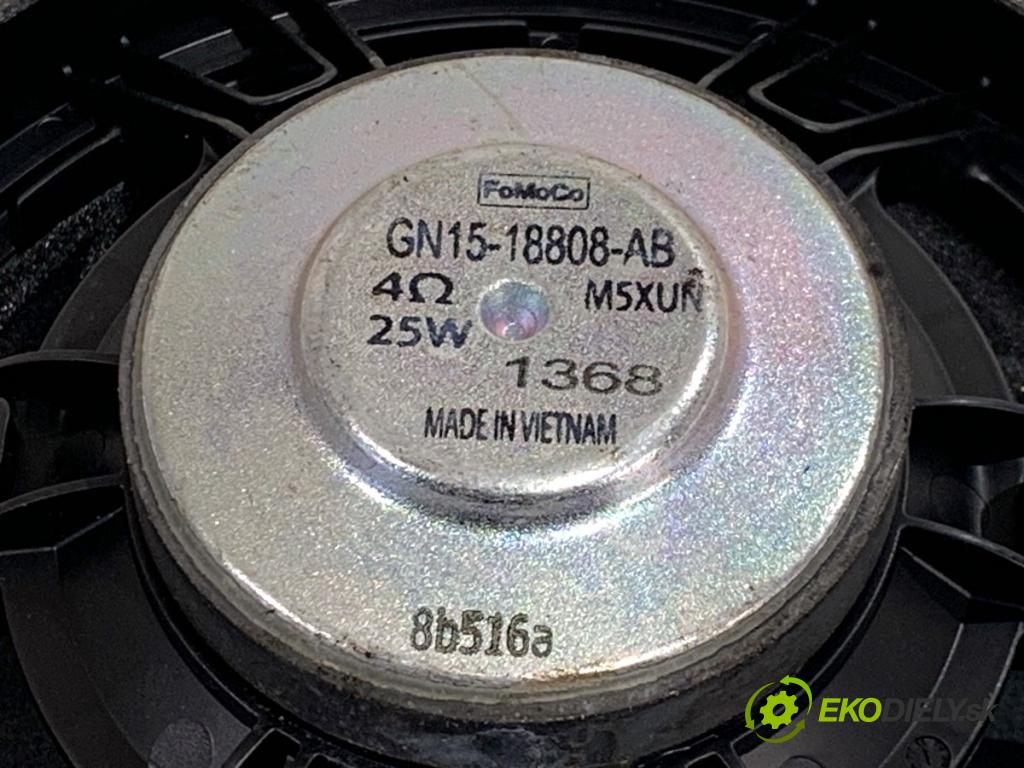 FoMoCo
GN15-18808-AB
4Ω M5XUN
25W
1368
MADE IN VIETNAM
8b516a
EKODIELY.sk